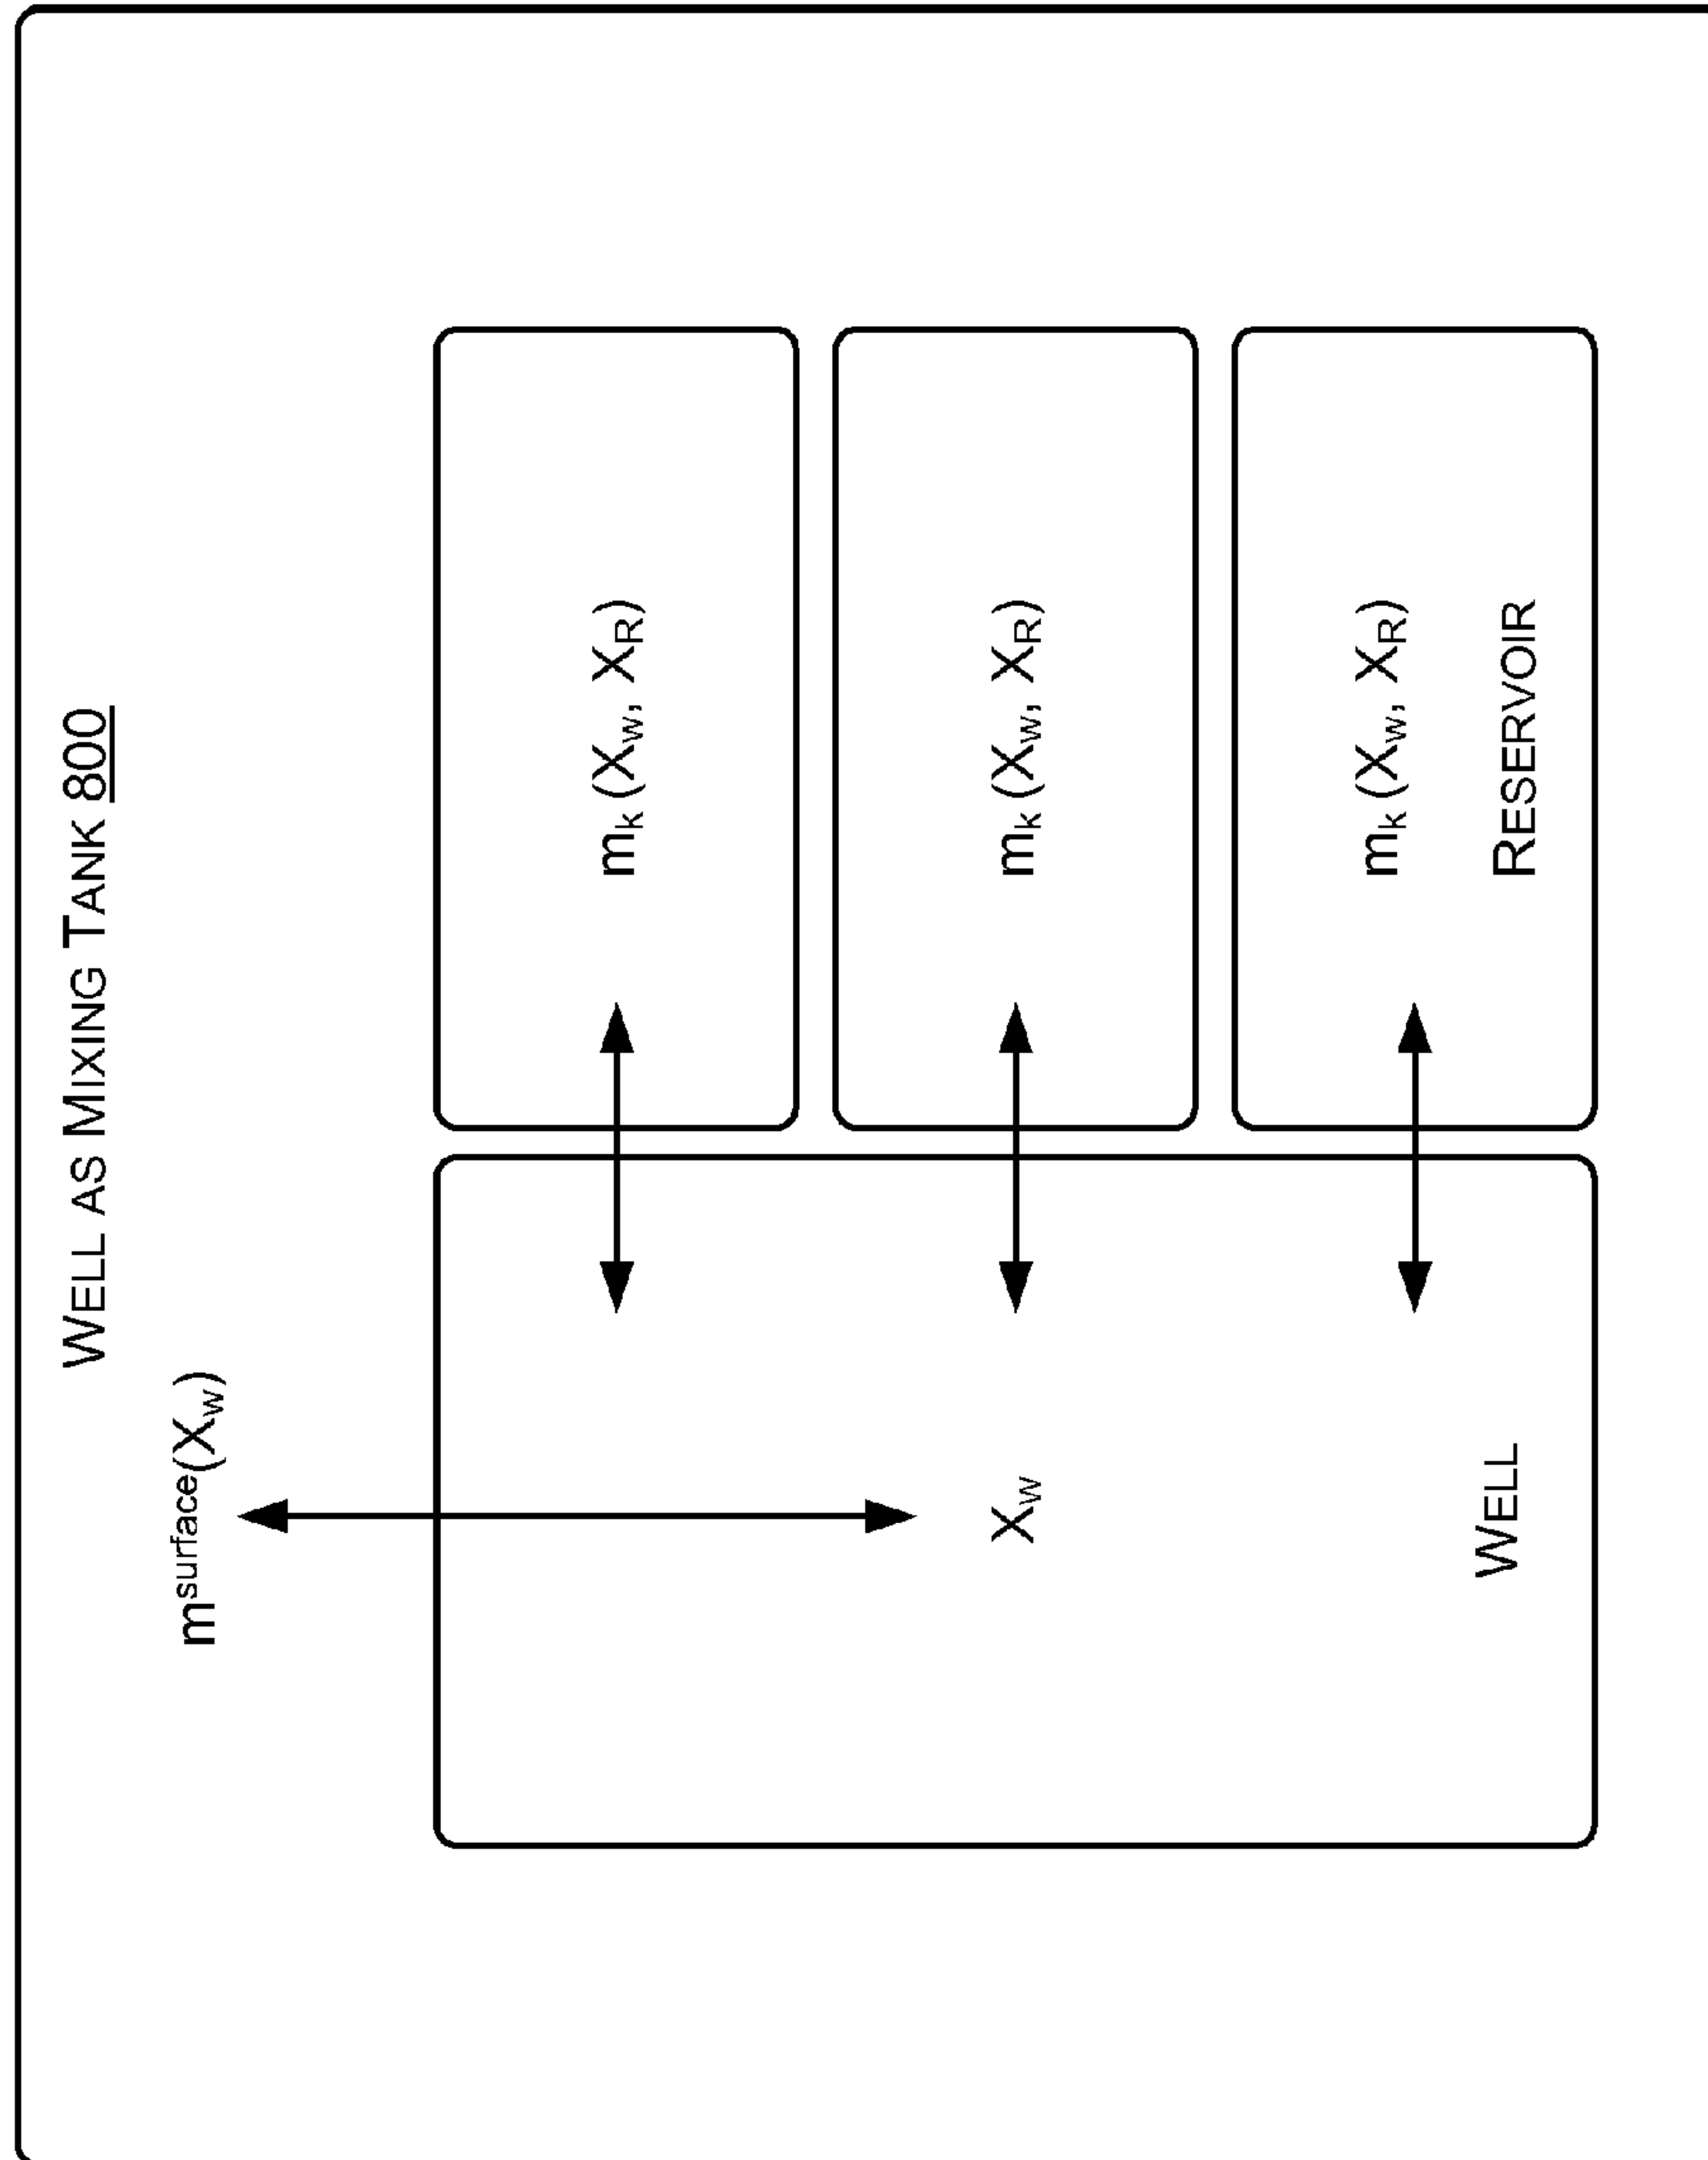 WELL AS MIXING TANK 800
m^surface(X_W)
m_k (X_W, X_R)
m_k (X_W, X_R)
X_W
m_k (X_W, X_R)
WELL
RESERVOIR